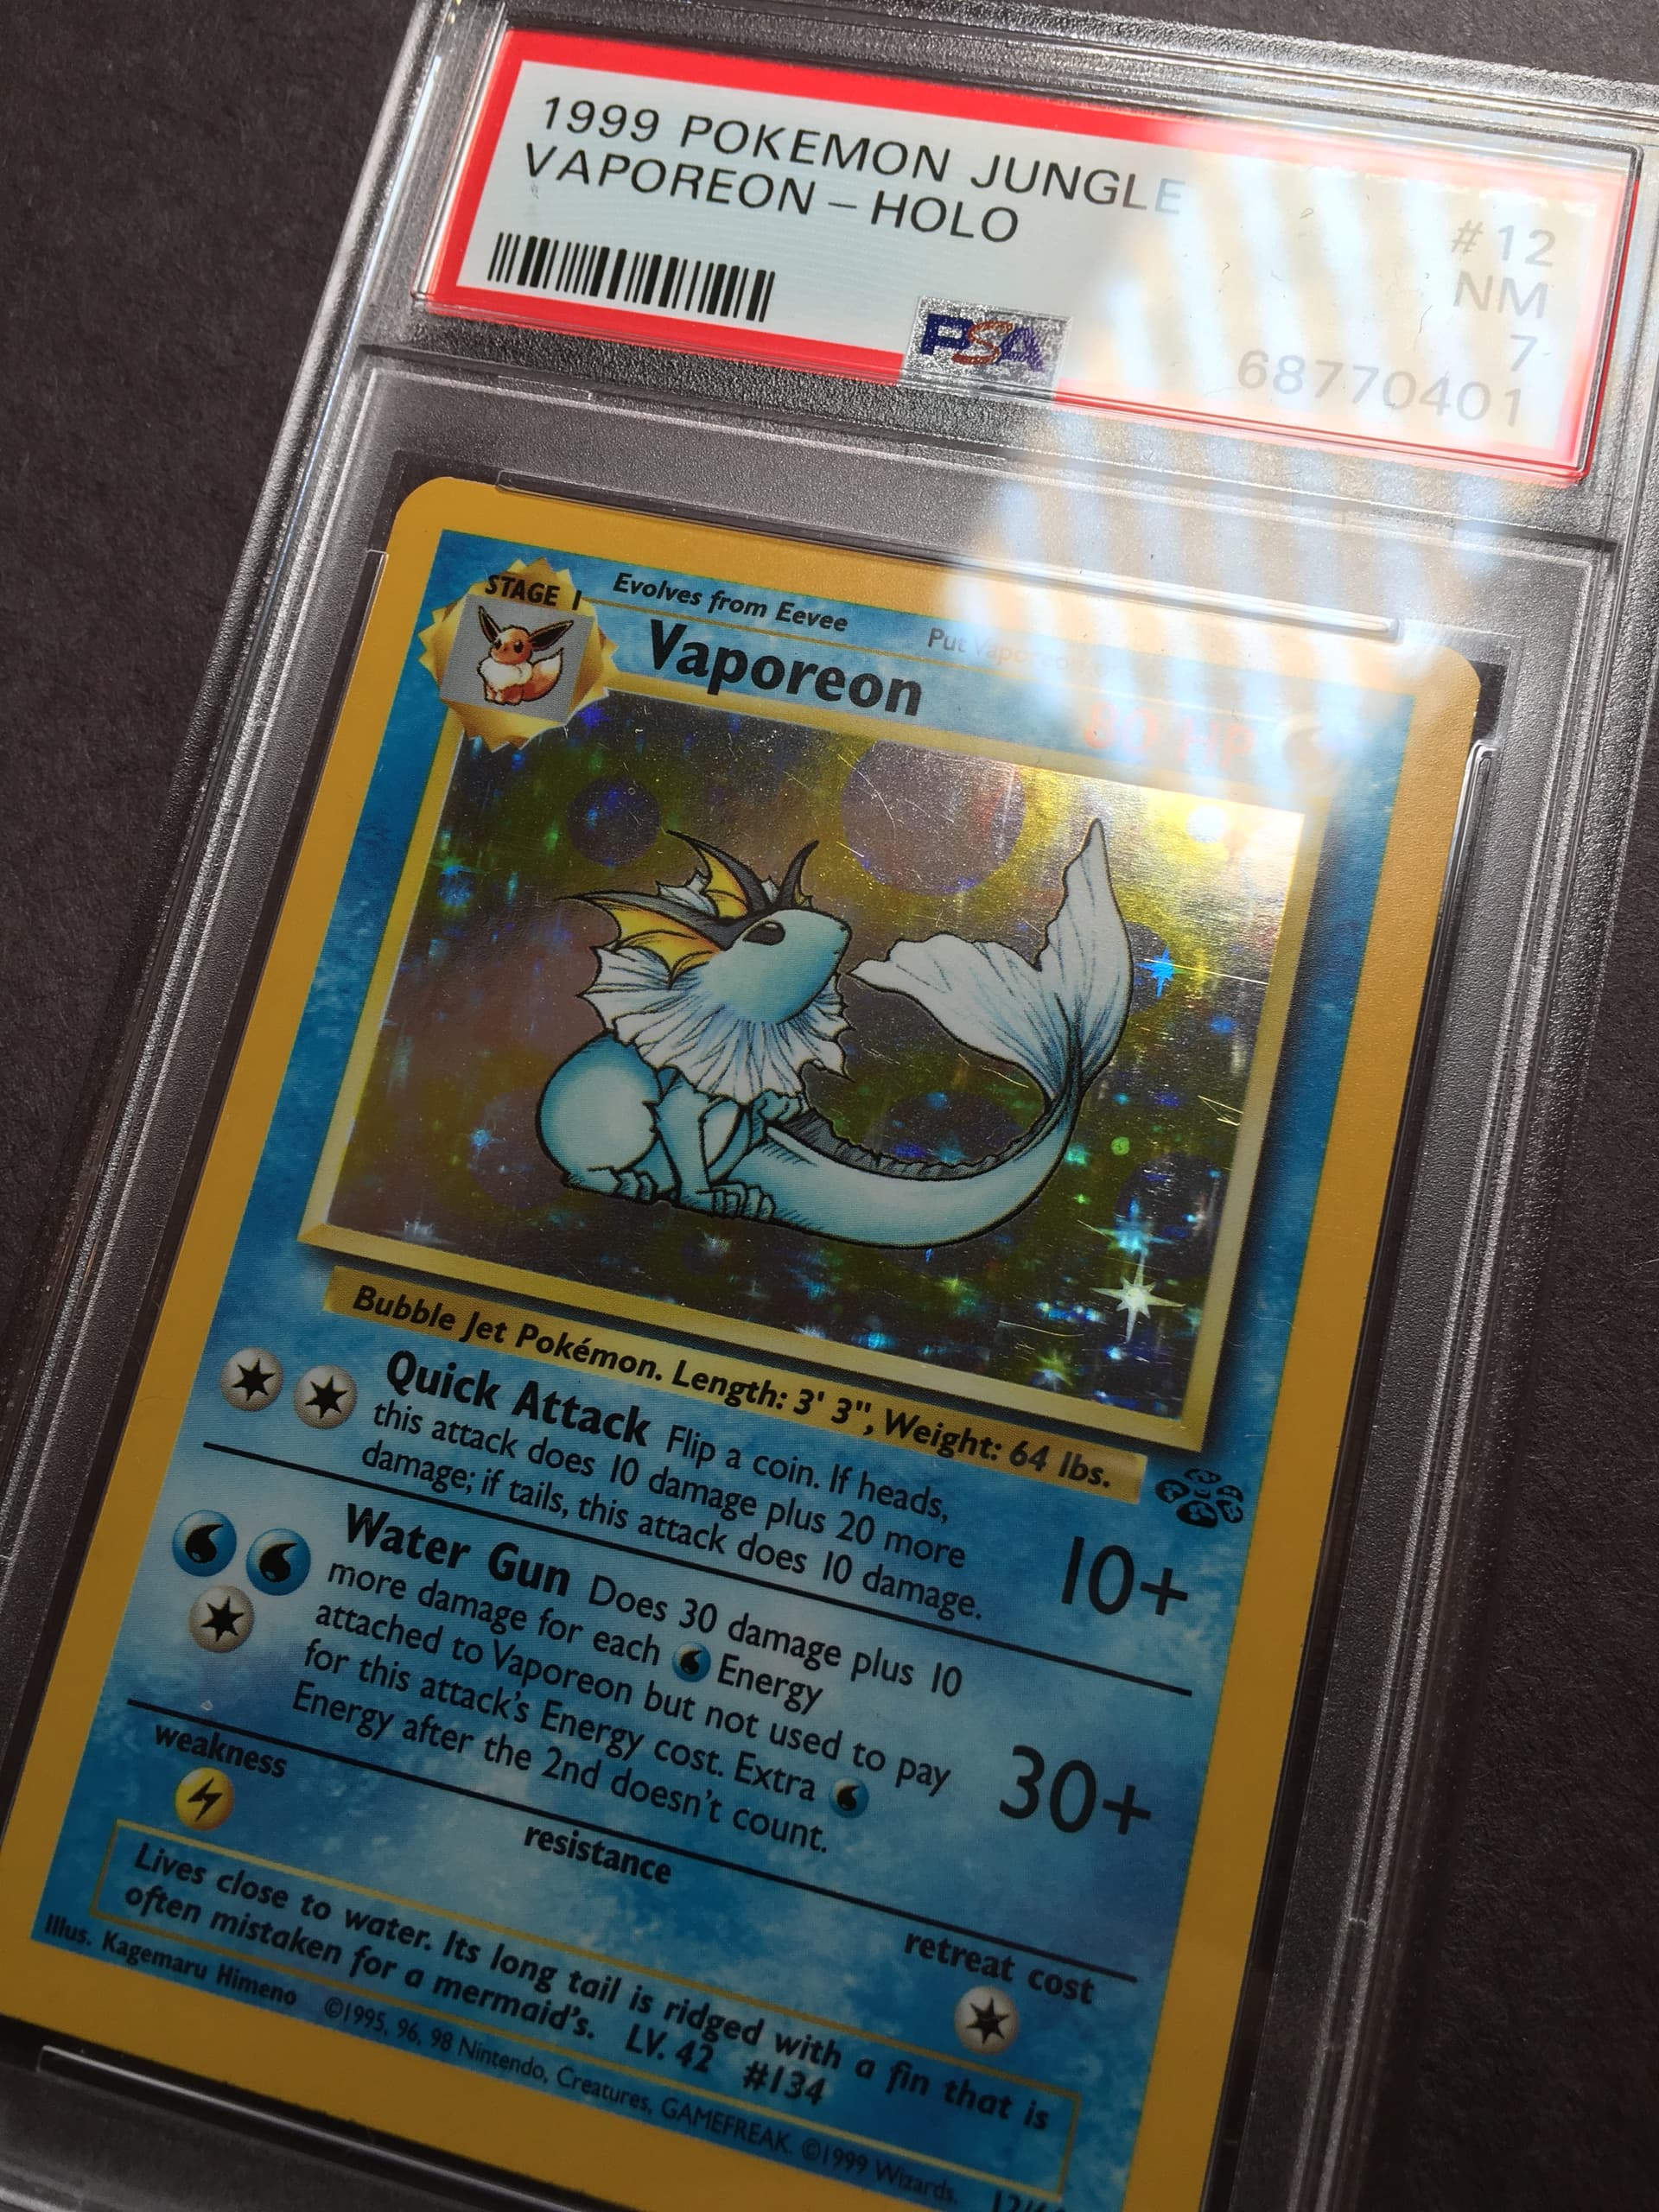 1999 POKEMON JUNGLE
VAPOREON – HOLO
#12
NM
7
PSA
68770401
STAGE 1
Evolves from Eevee
Put Vaporeon
Vaporeon
80 HP
Bubble Jet Pokémon. Length: 3' 3", Weight: 64 lbs.
Quick Attack Flip a coin. If heads,
this attack does 10 damage plus 20 more
damage; if tails, this attack does 10 damage.
10+
Water Gun Does 30 damage plus 10
more damage for each Energy
attached to Vaporeon but not used to pay
for this attack's Energy cost. Extra
Energy after the 2nd doesn't count.
30+
weakness
resistance
retreat cost
Lives close to water. Its long tail is ridged with a fin that is
often mistaken for a mermaid's. LV. 42 #134
Illus. Kagemaru Himeno ©1995, 96, 98 Nintendo, Creatures, GAMEFREAK. ©1999 Wizards.